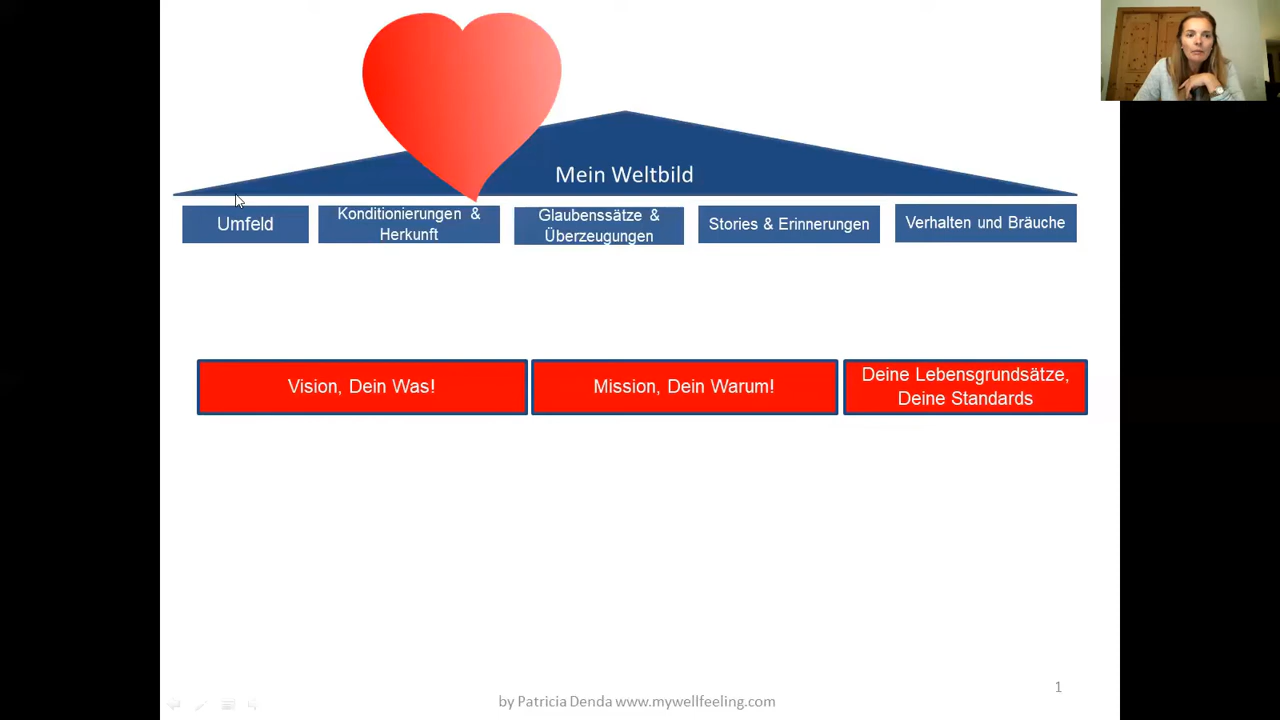 Mein Weltbild
Umfeld
Konditionierungen &
Herkunft
Glaubenssätze &
Überzeugungen
Stories & Erinnerungen
Verhalten und Bräuche
Vision, Dein Was!
Mission, Dein Warum!
Deine Lebensgrundsätze,
Deine Standards
1
by Patricia Denda www.mywellfeeling.com